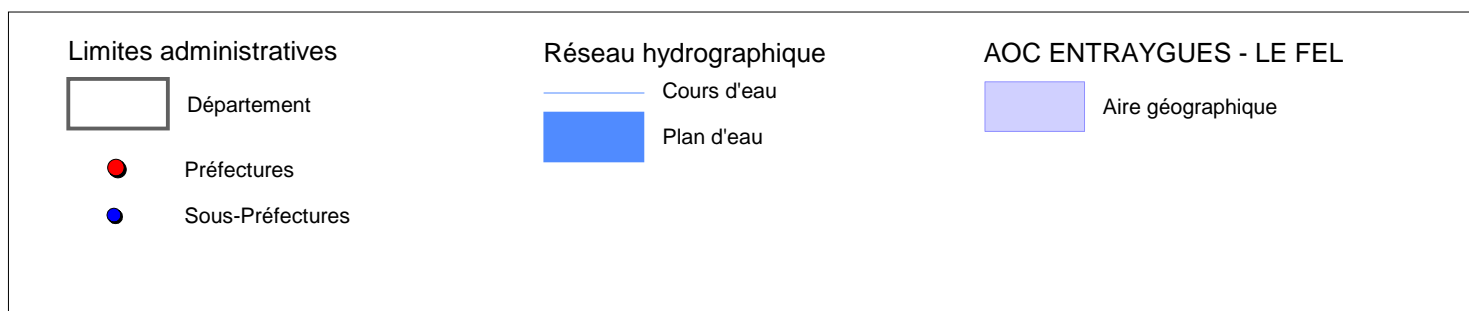 Limites administratives
Département
Préfectures
Sous-Préfectures
Réseau hydrographique
Cours d'eau
Plan d'eau
AOC ENTRAYGUES - LE FEL
Aire géographique